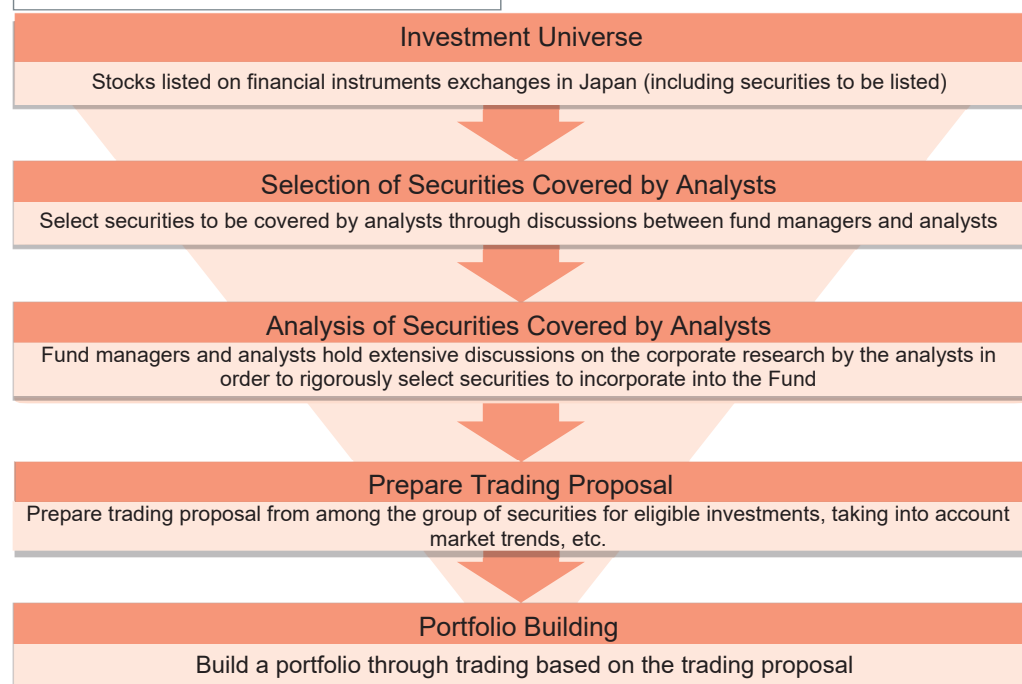 Investment Universe
Stocks listed on financial instruments exchanges in Japan (including securities to be listed)
Selection of Securities Covered by Analysts
Select securities to be covered by analysts through discussions between fund managers and analysts
Analysis of Securities Covered by Analysts
Fund managers and analysts hold extensive discussions on the corporate research by the analysts in
order to rigorously select securities to incorporate into the Fund
Prepare Trading Proposal
Prepare trading proposal from among the group of securities for eligible investments, taking into account
market trends, etc.
Portfolio Building
Build a portfolio through trading based on the trading proposal